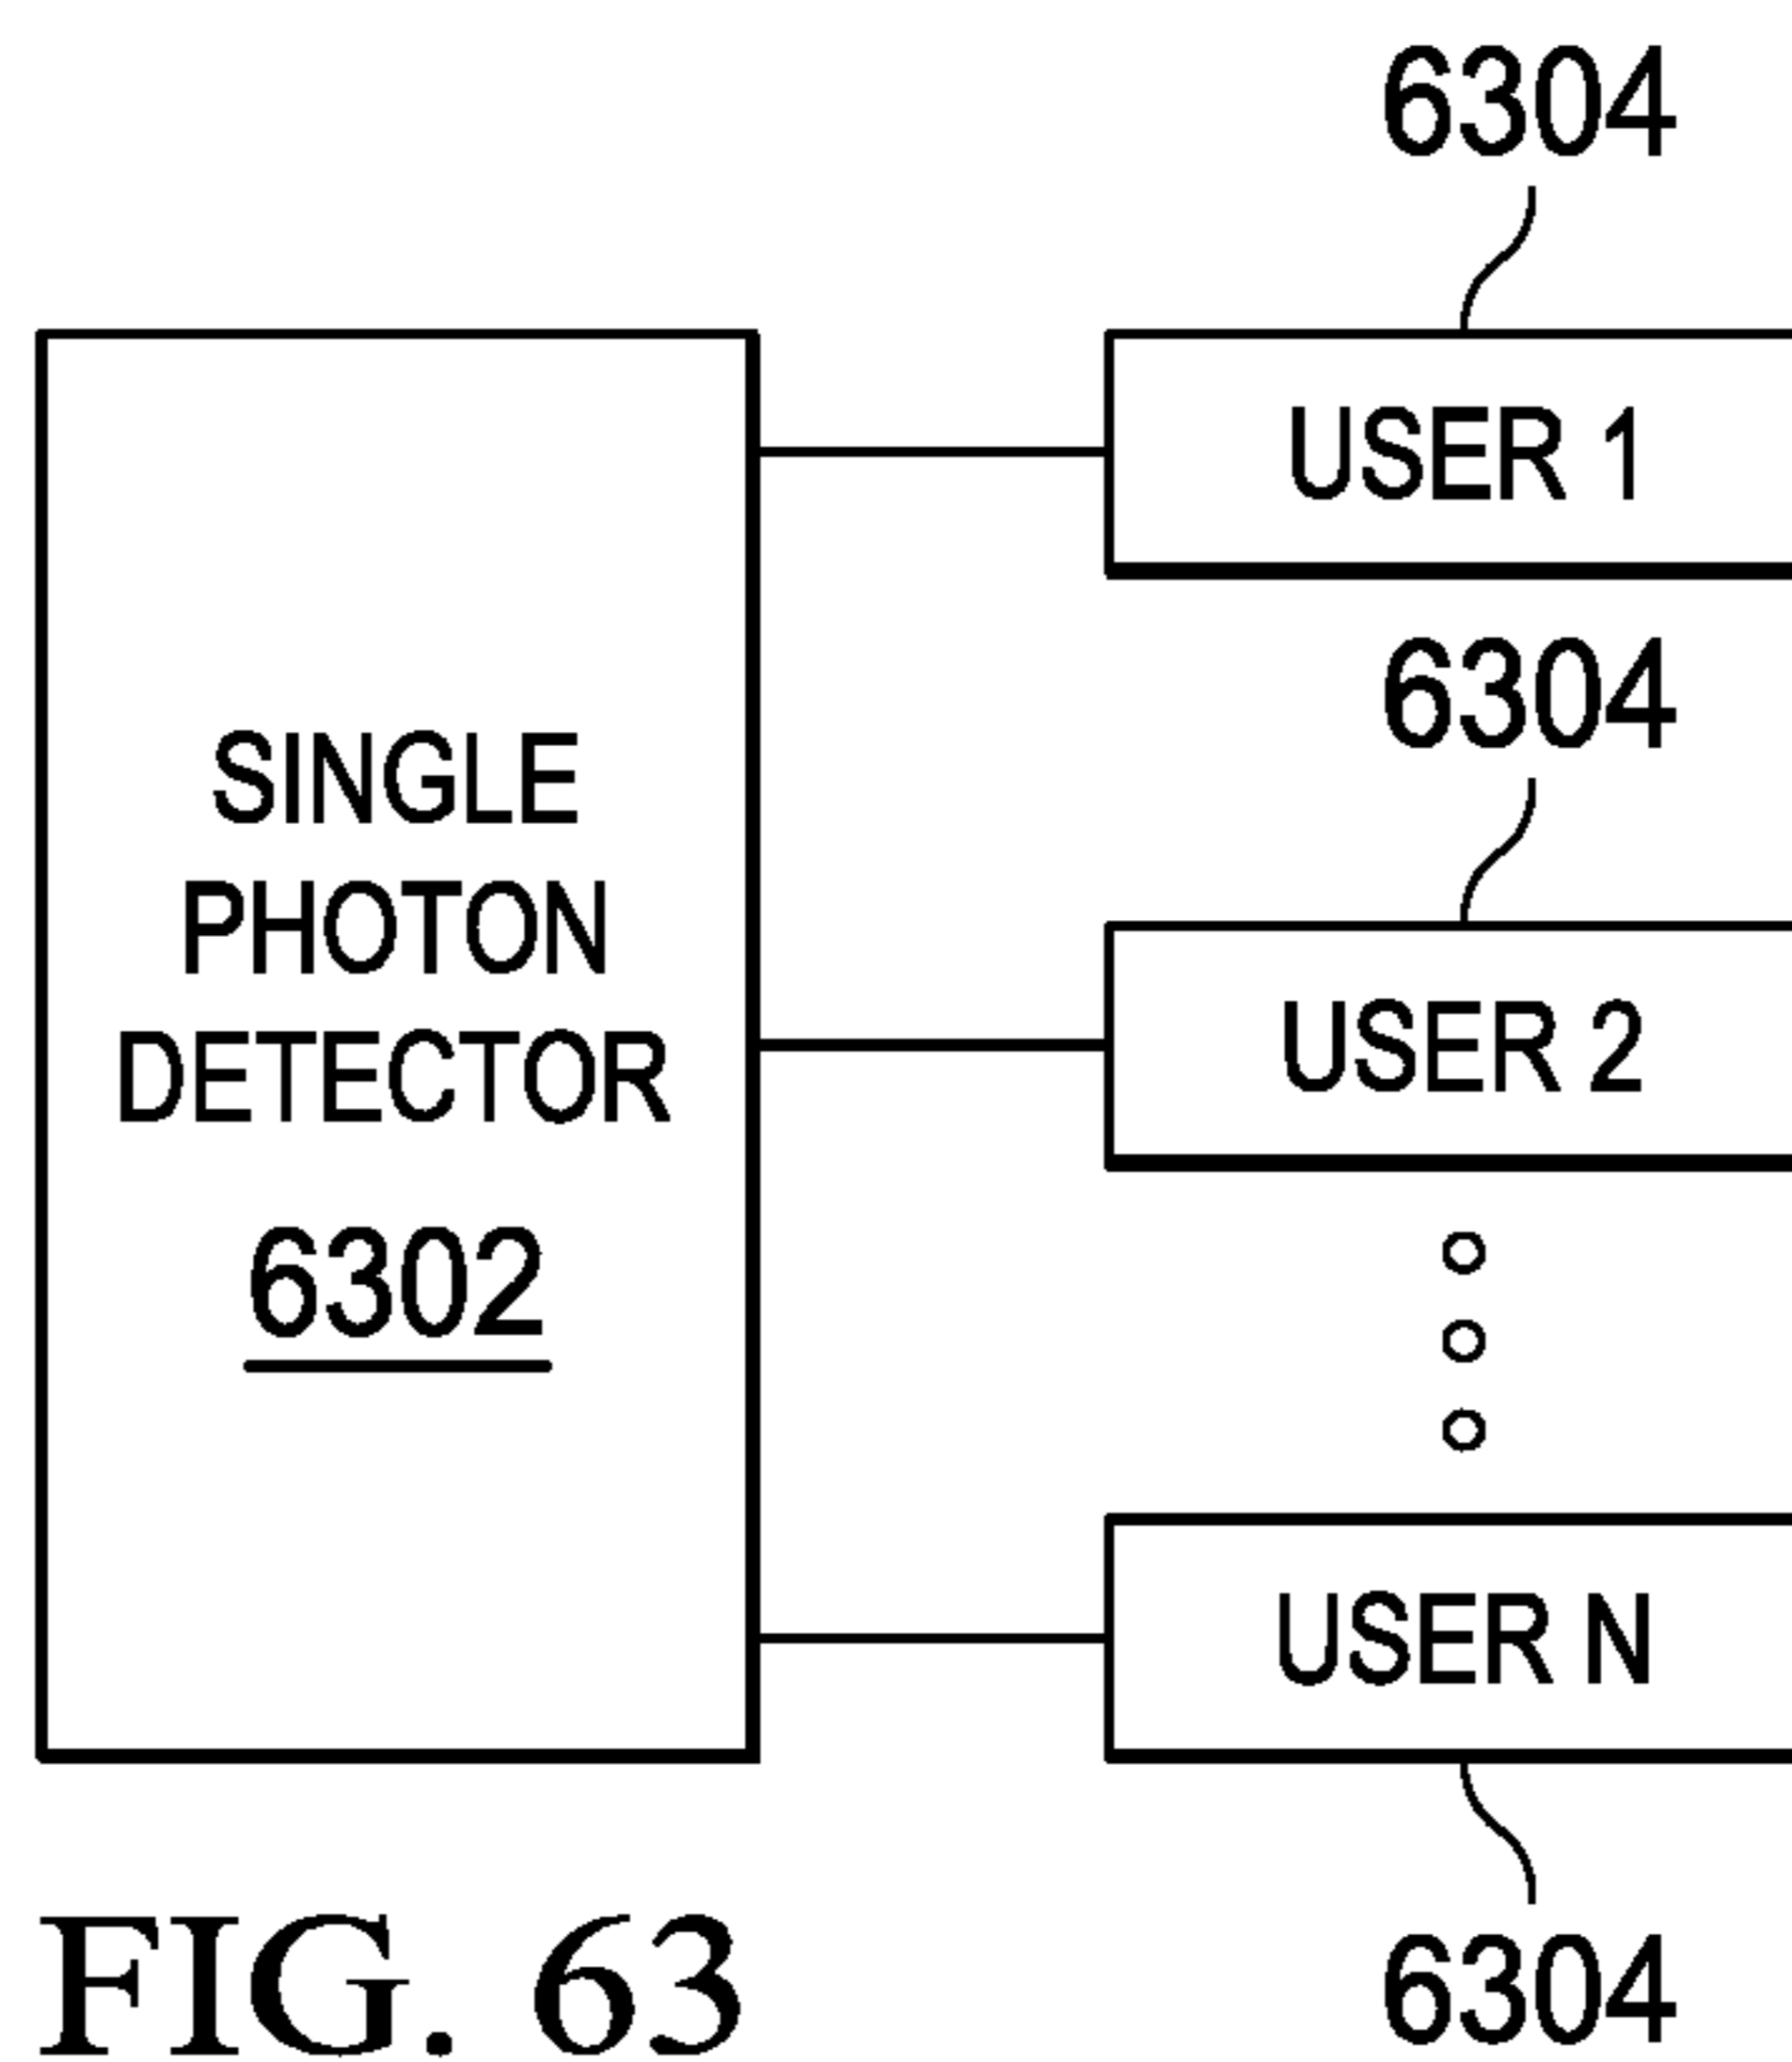 6304
USER 1
6304
SINGLE
PHOTON
DETECTOR
6302
USER 2
USER N
6304
FIG. 63